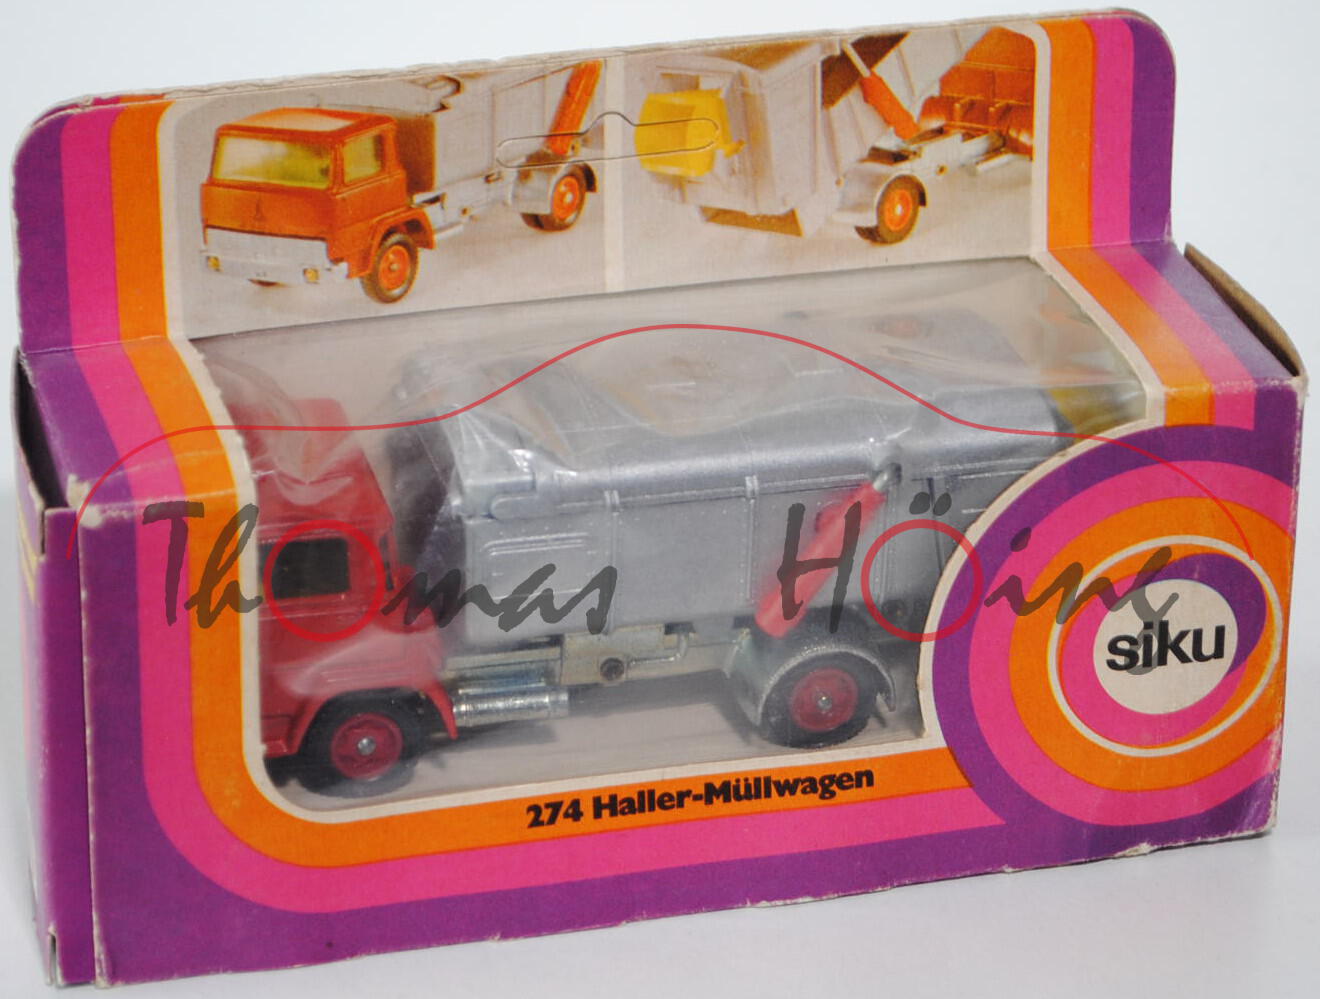 Thomas Höing
siku
274 Haller-Müllwagen